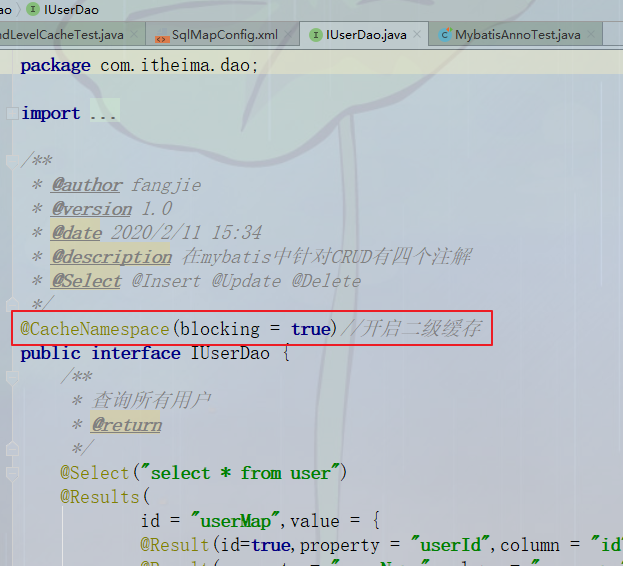 ao IUserDao
ndLevelCacheTest.java SqlMapConfig.xml IUserDao.java MybatisAnnoTest.java
package com.itheima.dao;
import ...
/**
* @author fangjie
* @version 1.0
* @date 2020/2/11 15:34
* @description 在mybatis中针对CRUD有四个注解
* @Select @Insert @Update @Delete
*/
@CacheNamespace(blocking = true)//开启二级缓存
public interface IUserDao {
/**
* 查询所有用户
* @return
*/
@Select("select * from user")
@Results(
id = "userMap",value = {
@Result(id=true,property = "userId",column = "id"